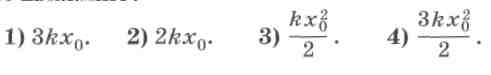 1) 3kx₀. 2) 2kx₀. 3) kx₀²/2 . 4) 3kx₀²/2 .